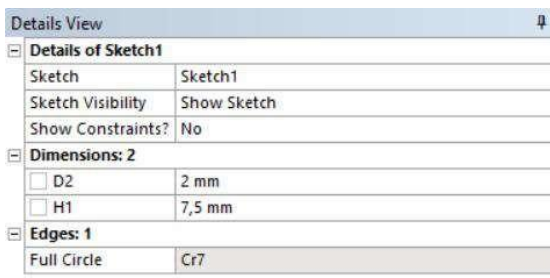 Details View
Details of Sketch1
Sketch Sketch1
Sketch Visibility Show Sketch
Show Constraints? No
Dimensions: 2
D2 2 mm
H1 7,5 mm
Edges: 1
Full Circle Cr7